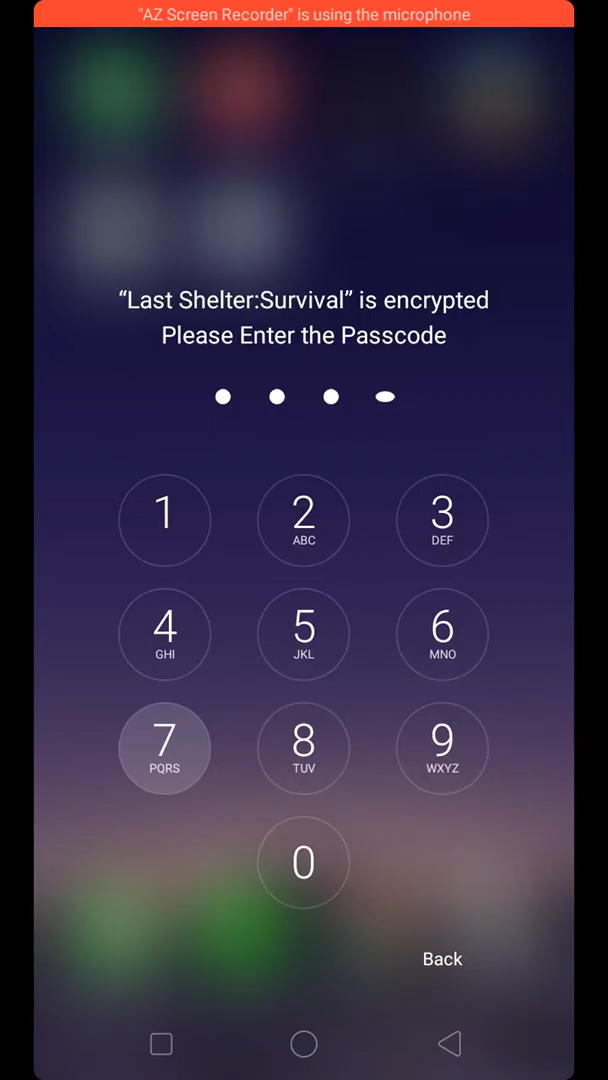 "AZ Screen Recorder" is using the microphone
“Last Shelter:Survival” is encrypted
Please Enter the Passcode
1 2 3
ABC DEF
4 5 6
GHI JKL MNO
7 8 9
PQRS TUV WXYZ
0
Back